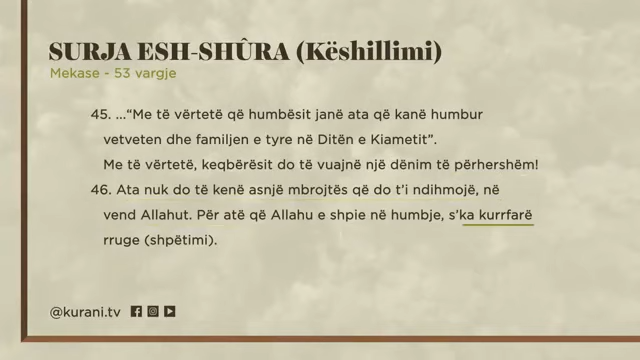 SURJA ESH-SHÛRA (Këshillimi)
Mekase - 53 vargje
45. ...“Me të vërtetë që humbësit janë ata që kanë humbur
vetveten dhe familjen e tyre në Ditën e Kiametit”.
Me të vërtetë, keqbërësit do të vuajnë një dënim të përhershëm!
46. Ata nuk do të kenë asnjë mbrojtës që do t’i ndihmojë, në
vend Allahut. Për atë që Allahu e shpie në humbje, s’ka kurrfarë
rruge (shpëtimi).
@kurani.tv